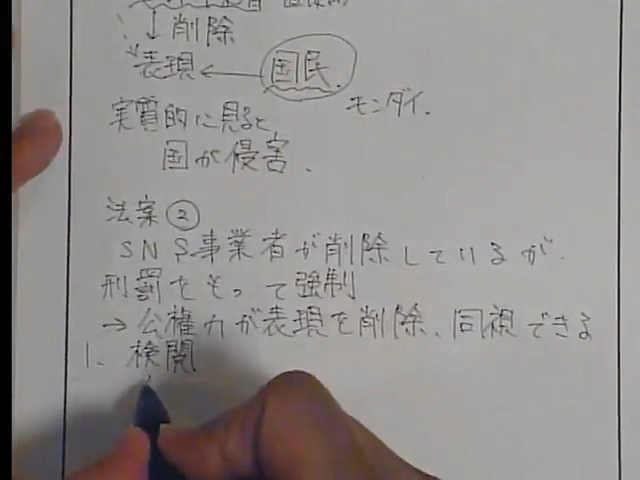 削除
表現 ← 国民.
モンダイ.
実質的に見ると,
国が侵害.
法案②
SNS事業者が削除しているが.
刑罰をもって強制
→公権力が表現を削除、同視できる
1. 検閲